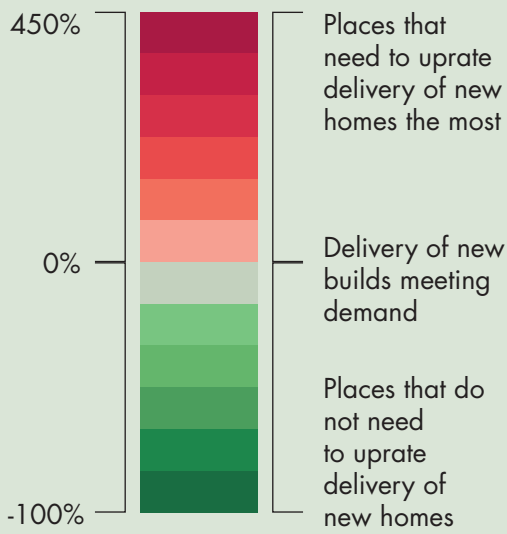 450%
Places that
need to uprate
delivery of new
homes the most
0%
Delivery of new
builds meeting
demand
Places that do
not need
to uprate
delivery of
new homes
-100%